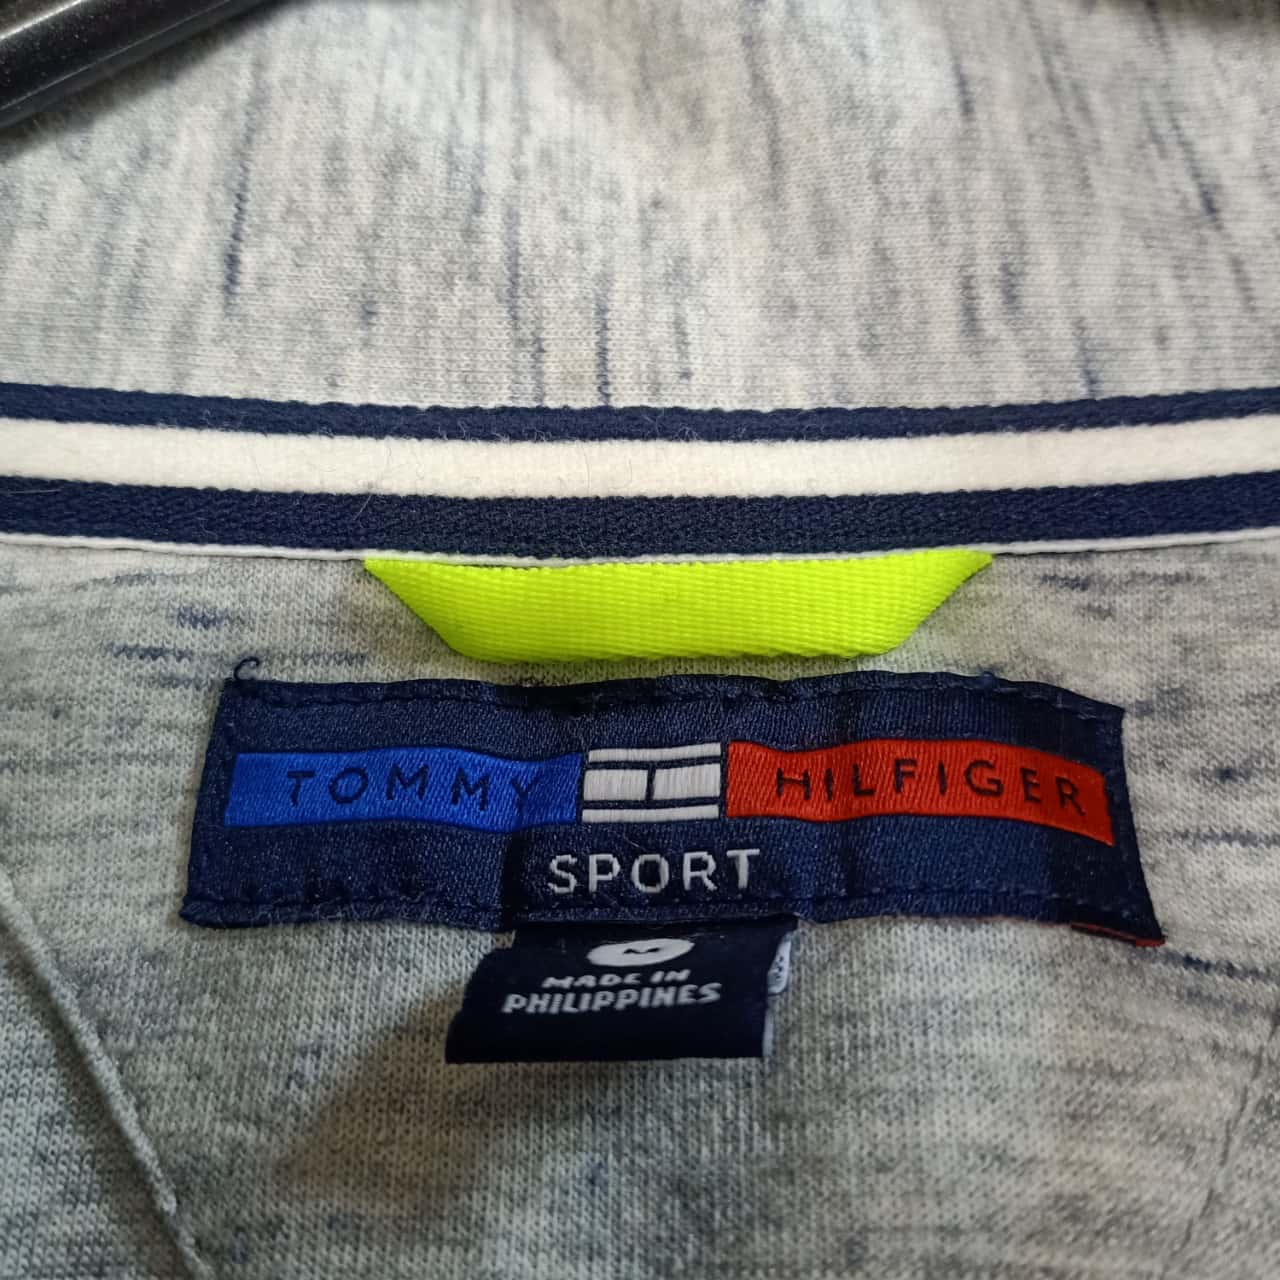 TOMMY HILFIGER
SPORT
M
MADE IN
PHILIPPINES